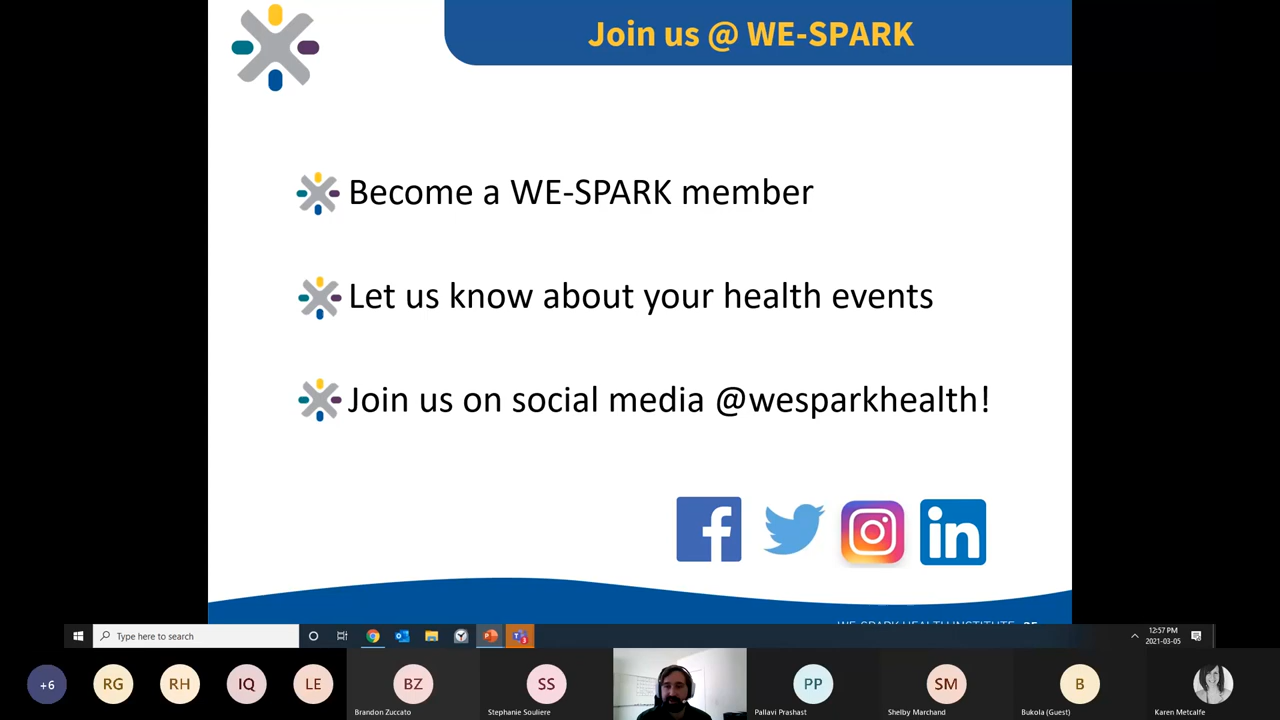 Join us @ WE-SPARK
Become a WE-SPARK member
Let us know about your health events
Join us on social media @wesparkhealth!
f
in
WE-SPARK HEALTH INSTITUTE
Type here to search
12:57 PM
2021-03-05
+6
RG
RH
IQ
LE
BZ
SS
PP
SM
B
Brandon Zuccato
Stephanie Souliere
Pallavi Prashast
Shelby Marchand
Bukola (Guest)
Karen Metcalfe